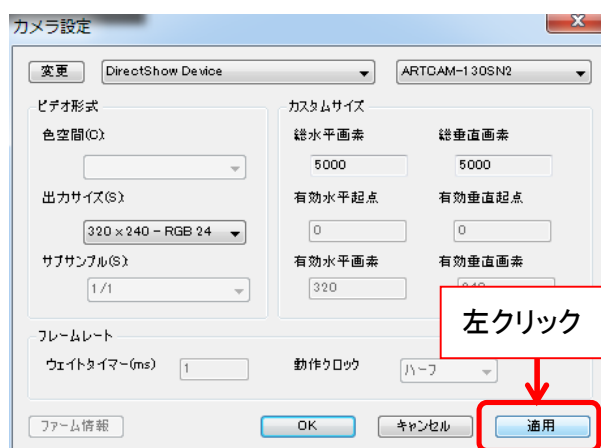 カメラ設定
変更 DirectShow Device ARTCAM-130SN2
ビデオ形式 カスタムサイズ
色空間(C): 総水平画素 総垂直画素
5000 5000
出力サイズ(S): 有効水平起点 有効垂直起点
320 x 240 - RGB 24 0 0
サブサンプル(S): 有効水平画素 有効垂直画素
1/1 320
左クリック
フレームレート
ウェイトタイマー(ms) 1 動作クロック ハーフ
ファーム情報 OK キャンセル 適用